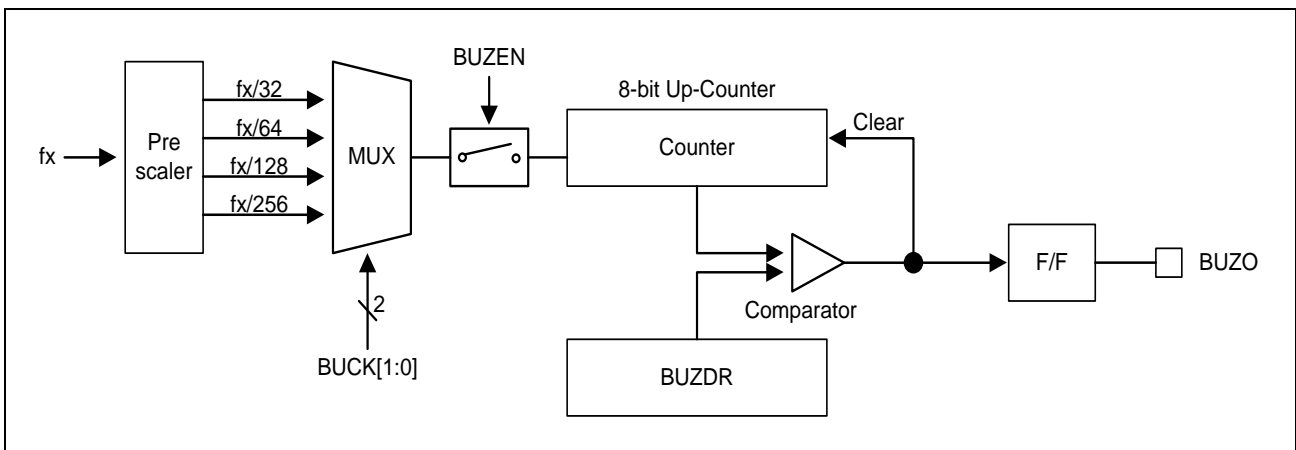 fx
Pre
scaler
fx/32
fx/64
fx/128
fx/256
MUX
2
BUCK[1:0]
BUZEN
8-bit Up-Counter
Counter
Clear
Comparator
BUZDR
F/F
BUZO